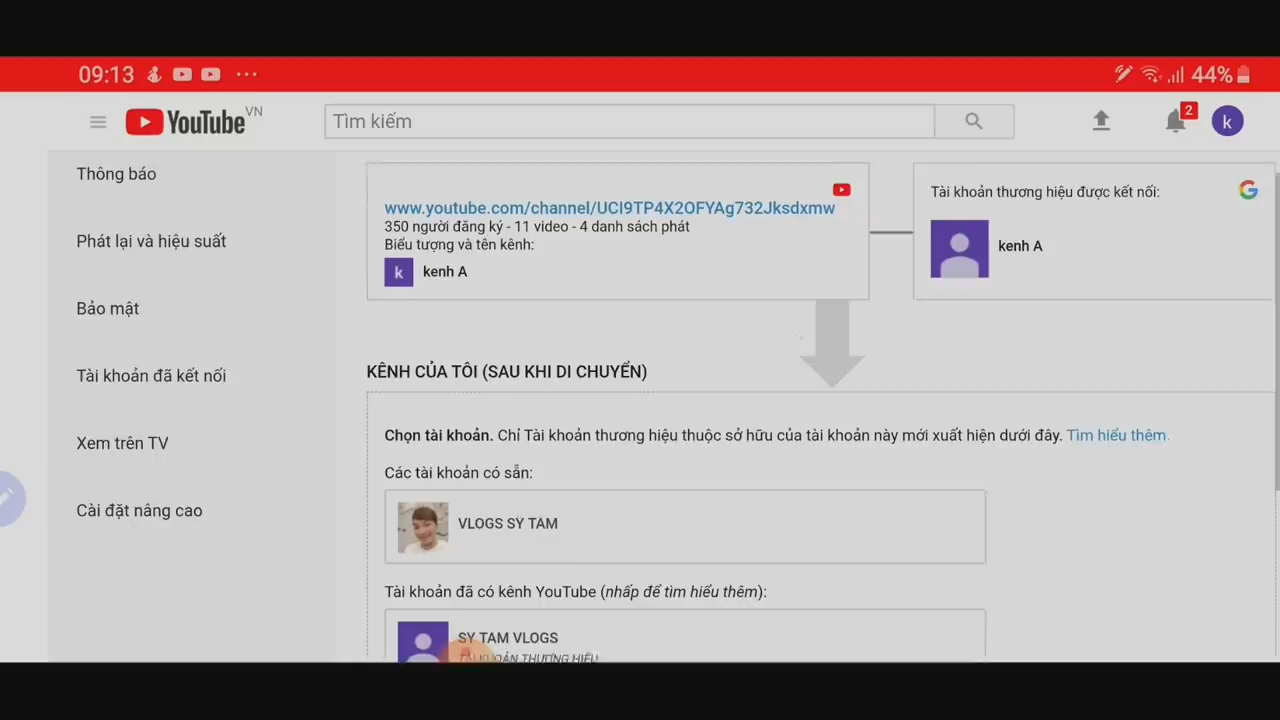 09:13 44%
YouTube VN
Tìm kiếm
2
k
Thông báo
Phát lại và hiệu suất
Bảo mật
Tài khoản đã kết nối
Xem trên TV
Cài đặt nâng cao
www.youtube.com/channel/UCI9TP4X2OFYAg732Jksdxmw
350 người đăng ký - 11 video - 4 danh sách phát
Biểu tượng và tên kênh:
k kenh A
Tài khoản thương hiệu được kết nối:
kenh A
KÊNH CỦA TÔI (SAU KHI DI CHUYỂN)
Chọn tài khoản. Chỉ Tài khoản thương hiệu thuộc sở hữu của tài khoản này mới xuất hiện dưới đây. Tìm hiểu thêm.
Các tài khoản có sẵn:
VLOGS SY TAM
Tài khoản đã có kênh YouTube (nhấp để tìm hiểu thêm):
SY TAM VLOGS
TÀI KHOẢN THƯƠNG HIỆU